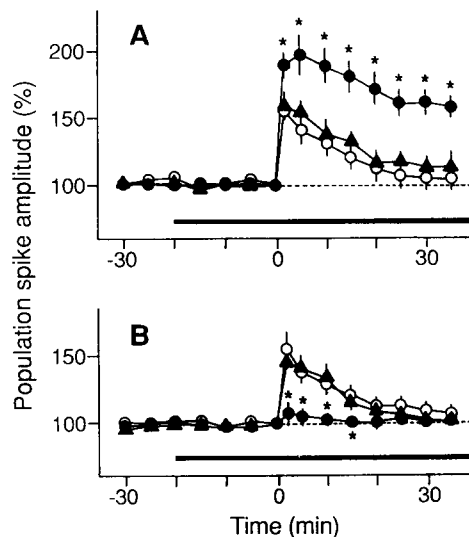 A
200
150
100
* * * * * * * *
-30
0
30
Population spike amplitude (%)
B
150
100
* * * *
-30
0
30
Time (min)